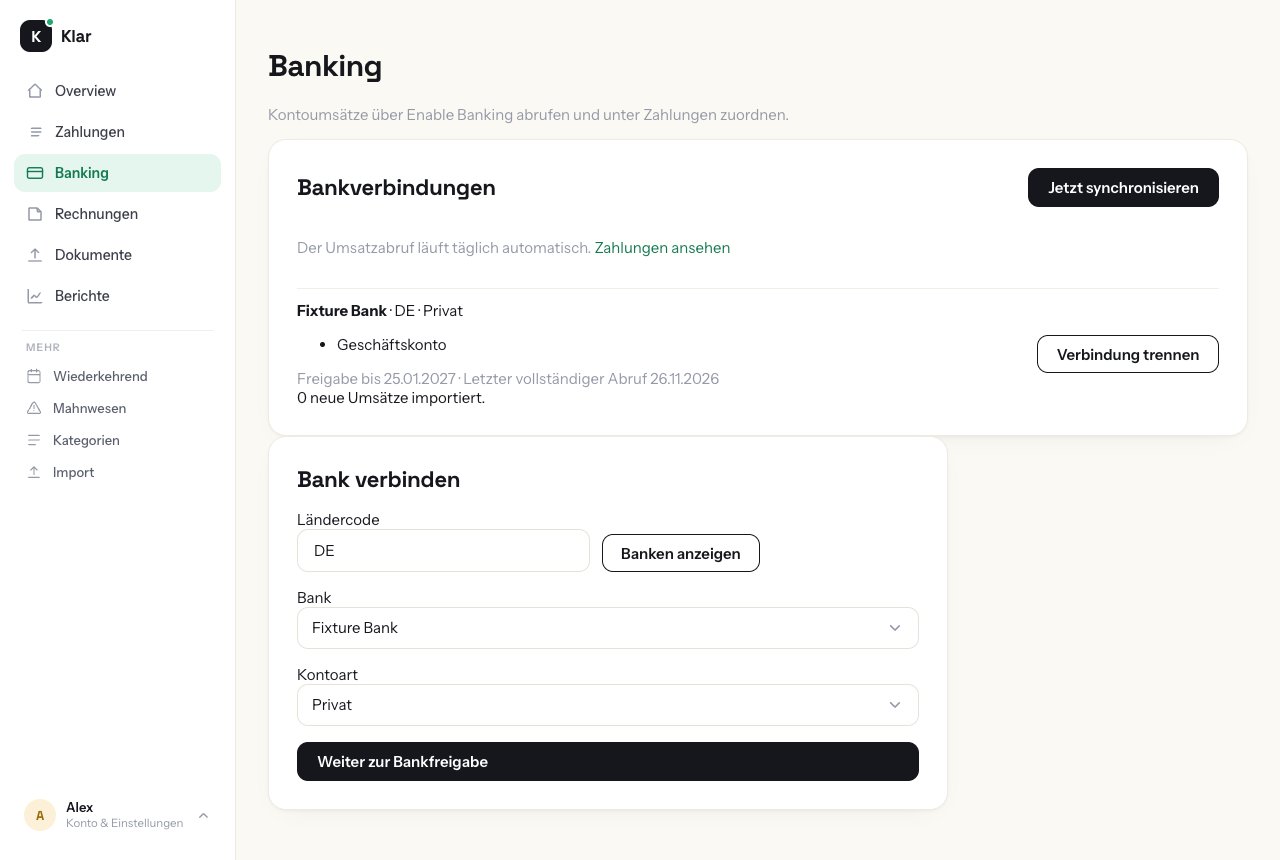 K Klar
Overview
Zahlungen
Banking
Rechnungen
Dokumente
Berichte
MEHR
Wiederkehrend
Mahnwesen
Kategorien
Import
A
Alex
Konto & Einstellungen
Banking
Kontoumsätze über Enable Banking abrufen und unter Zahlungen zuordnen.
Bankverbindungen
Jetzt synchronisieren
Der Umsatzabruf läuft täglich automatisch. Zahlungen ansehen
Fixture Bank · DE · Privat
• Geschäftskonto
Verbindung trennen
Freigabe bis 25.01.2027 · Letzter vollständiger Abruf 26.11.2026
0 neue Umsätze importiert.
Bank verbinden
Ländercode
DE
Banken anzeigen
Bank
Fixture Bank
Kontoart
Privat
Weiter zur Bankfreigabe